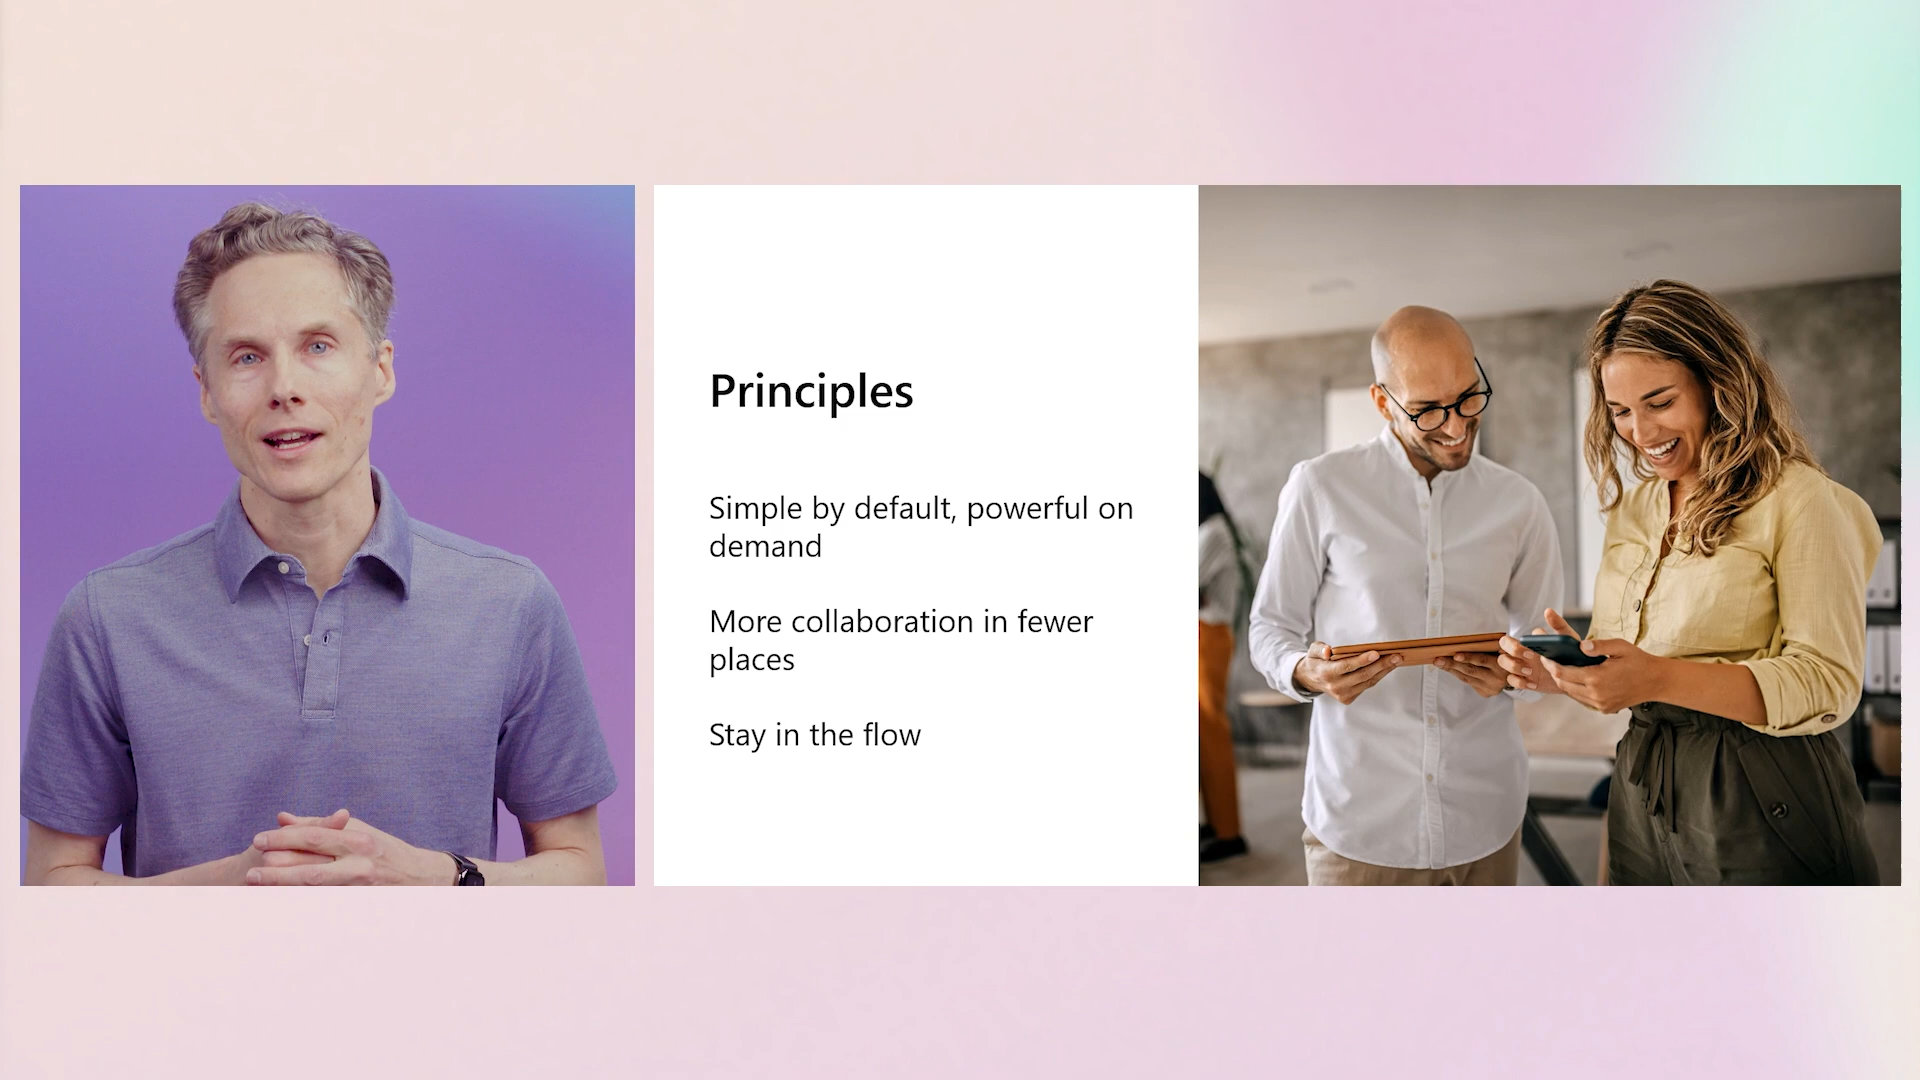 Principles
Simple by default, powerful on
demand
More collaboration in fewer
places
Stay in the flow